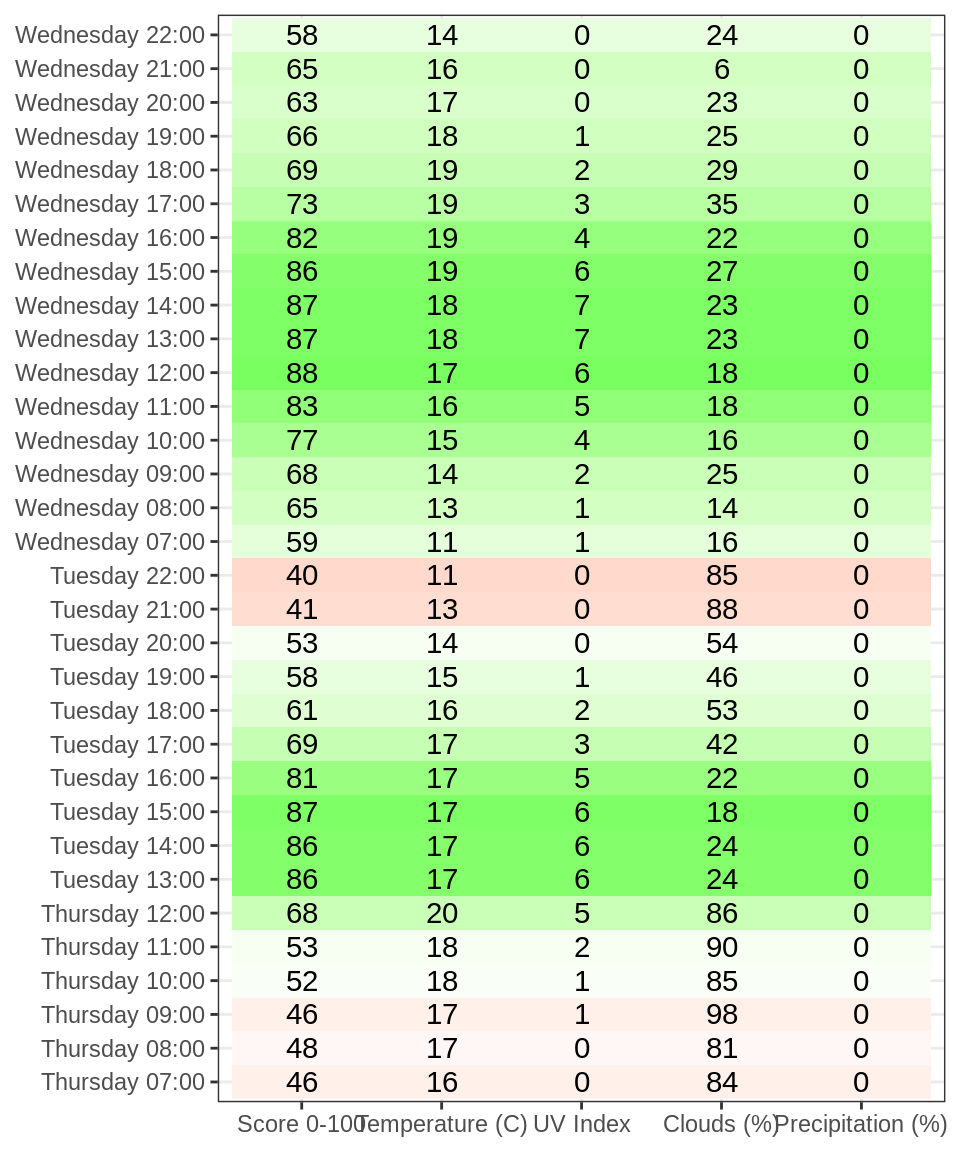 Wednesday 22:00 58 14 0 24 0
Wednesday 21:00 65 16 0 6 0
Wednesday 20:00 63 17 0 23 0
Wednesday 19:00 66 18 1 25 0
Wednesday 18:00 69 19 2 29 0
Wednesday 17:00 73 19 3 35 0
Wednesday 16:00 82 19 4 22 0
Wednesday 15:00 86 19 6 27 0
Wednesday 14:00 87 18 7 23 0
Wednesday 13:00 87 18 7 23 0
Wednesday 12:00 88 17 6 18 0
Wednesday 11:00 83 16 5 18 0
Wednesday 10:00 77 15 4 16 0
Wednesday 09:00 68 14 2 25 0
Wednesday 08:00 65 13 1 14 0
Wednesday 07:00 59 11 1 16 0
Tuesday 22:00 40 11 0 85 0
Tuesday 21:00 41 13 0 88 0
Tuesday 20:00 53 14 0 54 0
Tuesday 19:00 58 15 1 46 0
Tuesday 18:00 61 16 2 53 0
Tuesday 17:00 69 17 3 42 0
Tuesday 16:00 81 17 5 22 0
Tuesday 15:00 87 17 6 18 0
Tuesday 14:00 86 17 6 24 0
Tuesday 13:00 86 17 6 24 0
Thursday 12:00 68 20 5 86 0
Thursday 11:00 53 18 2 90 0
Thursday 10:00 52 18 1 85 0
Thursday 09:00 46 17 1 98 0
Thursday 08:00 48 17 0 81 0
Thursday 07:00 46 16 0 84 0
Score 0-100 Temperature (C) UV Index Clouds (%) Precipitation (%)